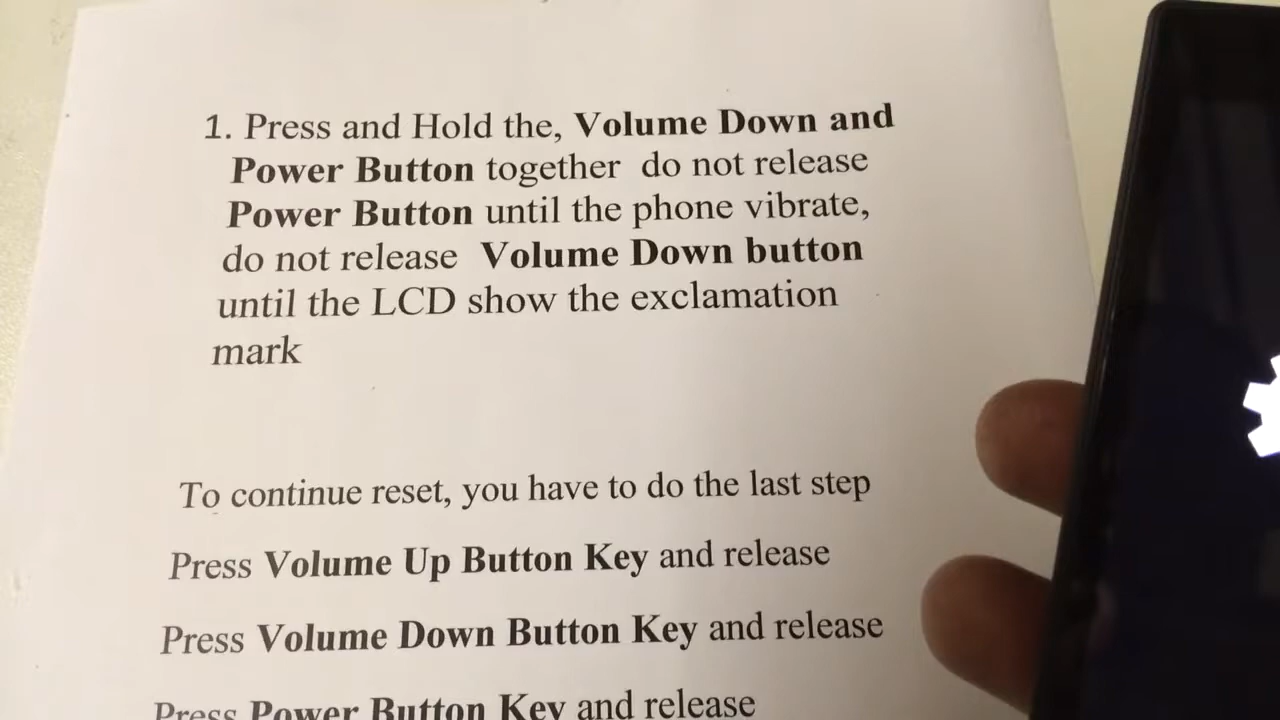 1. Press and Hold the, Volume Down and
Power Button together do not release
Power Button until the phone vibrate,
do not release Volume Down button
until the LCD show the exclamation
mark
To continue reset, you have to do the last step
Press Volume Up Button Key and release
Press Volume Down Button Key and release
Press Power Button Key and release